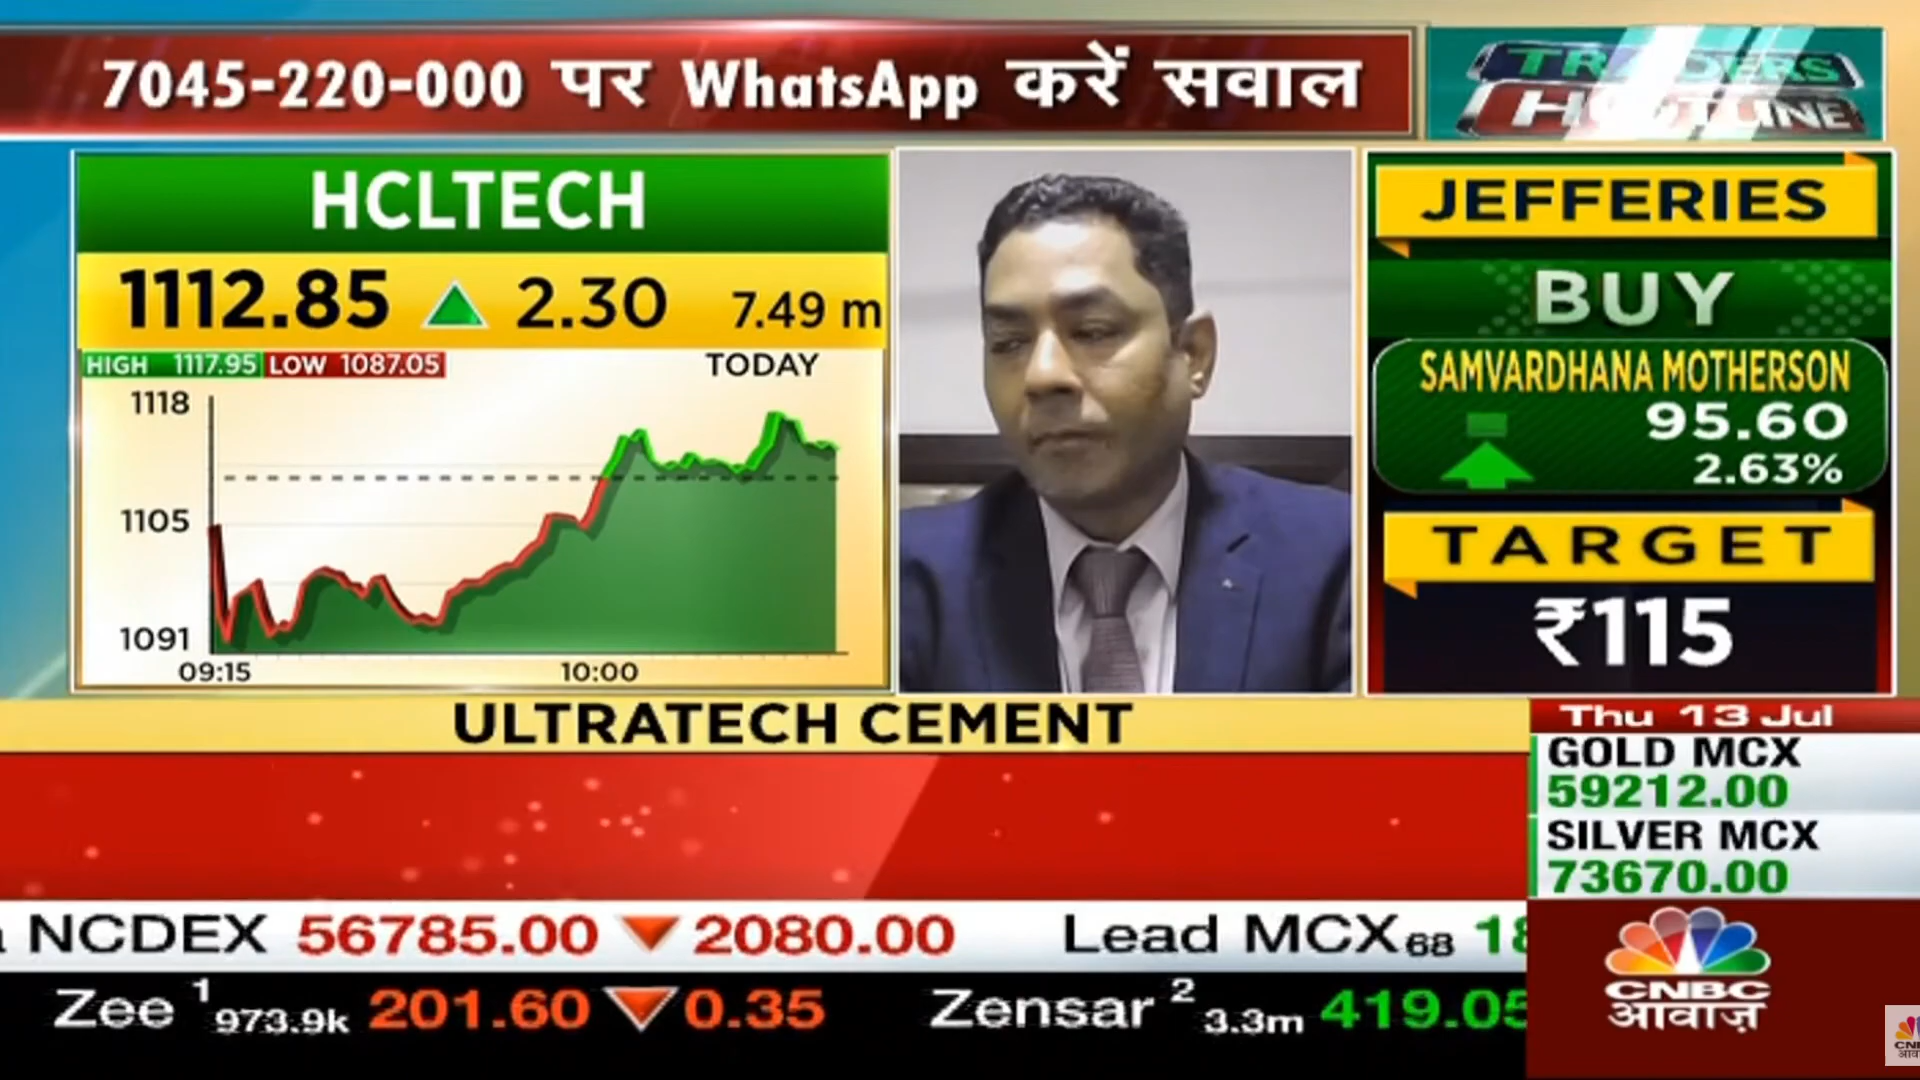 7045-220-000 पर WhatsApp करें सवाल
TRADERS
HOTLINE
HCLTECH
1112.85 2.30 7.49 m
HIGH 1117.95 LOW 1087.05 TODAY
1118
1105
1091
09:15 10:00
JEFFERIES
BUY
SAMVARDHANA MOTHERSON
95.60
2.63%
TARGET
₹115
ULTRATECH CEMENT
Thu 13 Jul
GOLD MCX
59212.00
SILVER MCX
73670.00
NCDEX 56785.00 2080.00 Lead MCX 68
Zee 1 973.9k 201.60 0.35 Zensar 2 3.3m 419.05
CNBC
आवाज़